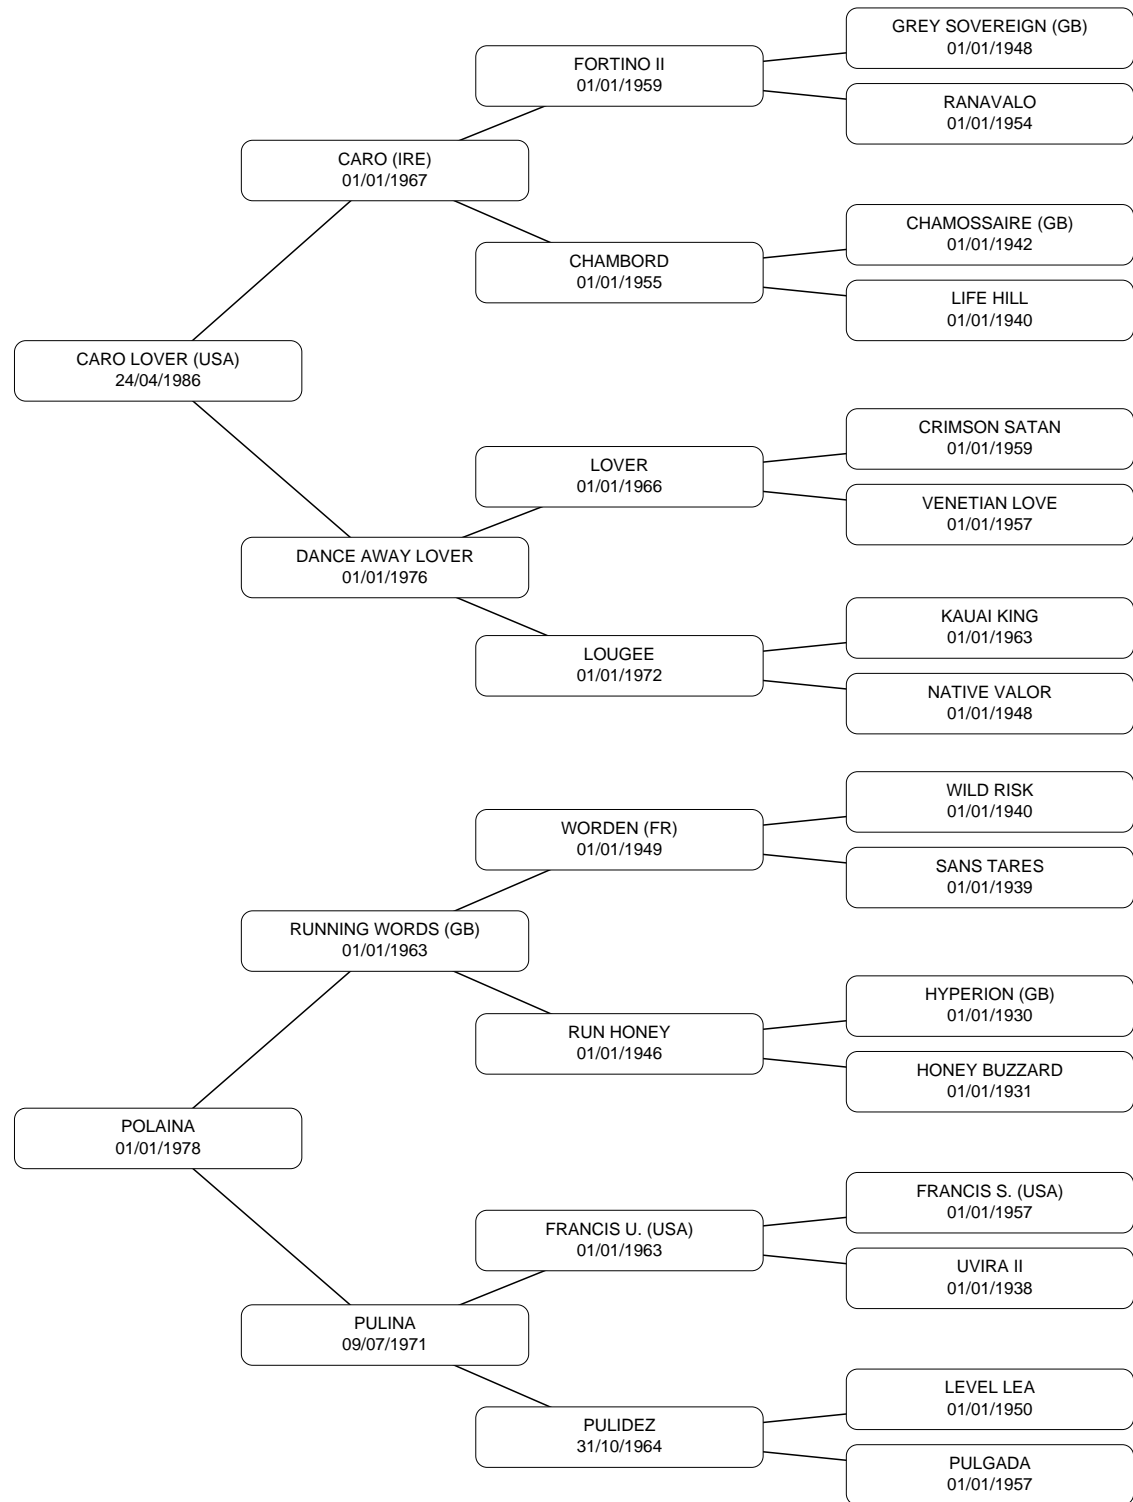 GREY SOVEREIGN (GB)
01/01/1948
FORTINO II
01/01/1959
RANAVALO
01/01/1954
CARO (IRE)
01/01/1967
CHAMOSSAIRE (GB)
01/01/1942
CHAMBORD
01/01/1955
LIFE HILL
01/01/1940
CARO LOVER (USA)
24/04/1986
CRIMSON SATAN
01/01/1959
LOVER
01/01/1966
VENETIAN LOVE
01/01/1957
DANCE AWAY LOVER
01/01/1976
KAUAI KING
01/01/1963
LOUGEE
01/01/1972
NATIVE VALOR
01/01/1948
WILD RISK
01/01/1940
WORDEN (FR)
01/01/1949
SANS TARES
01/01/1939
RUNNING WORDS (GB)
01/01/1963
HYPERION (GB)
01/01/1930
RUN HONEY
01/01/1946
HONEY BUZZARD
01/01/1931
POLAINA
01/01/1978
FRANCIS S. (USA)
01/01/1957
FRANCIS U. (USA)
01/01/1963
UVIRA II
01/01/1938
PULINA
09/07/1971
LEVEL LEA
01/01/1950
PULIDEZ
31/10/1964
PULGADA
01/01/1957